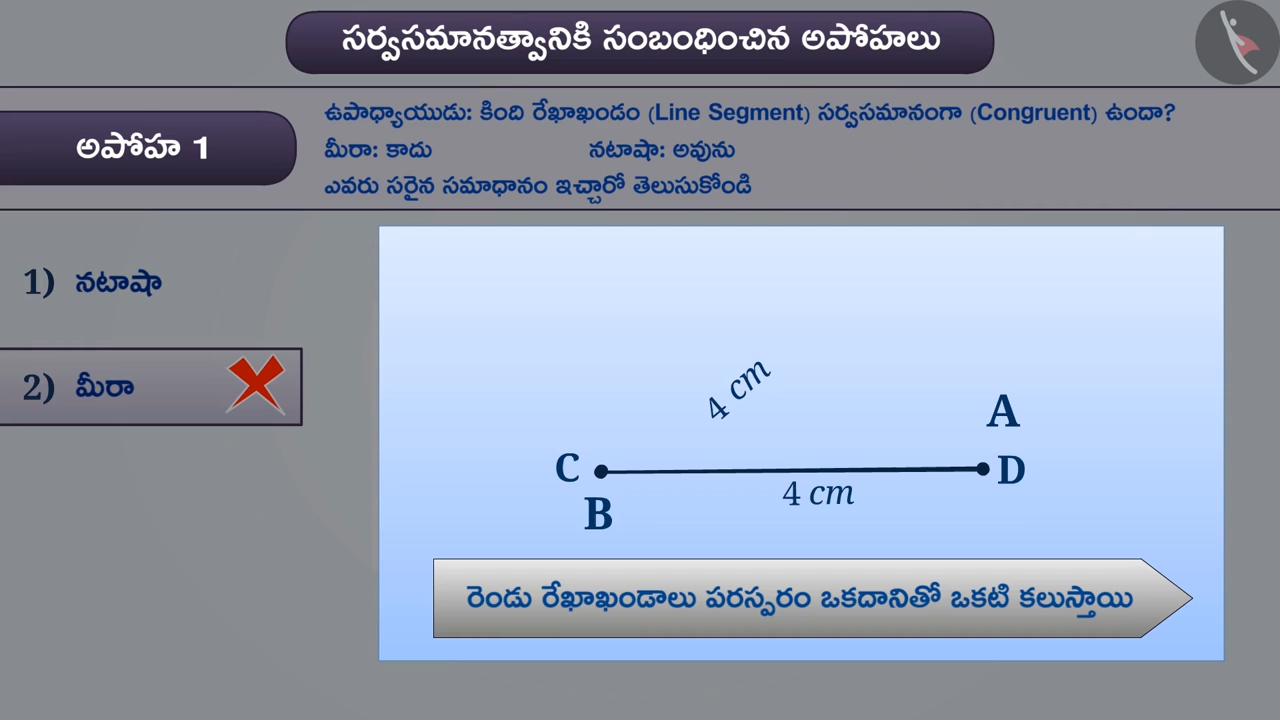 సర్వసమానత్వానికి సంబంధించిన అపోహలు
అపోహ 1
ఉపాధ్యాయుడు: కింది రేఖాఖండం (Line Segment) సర్వసమానంగా (Congruent) ఉందా?
మీరా: కాదు నటాషా: అవును
ఎవరు సరైన సమాధానం ఇచ్చారో తెలుసుకోండి
1) నటాషా
2) మీరా
4 cm
A
C D
4 cm
B
రెండు రేఖాఖండాలు పరస్పరం ఒకదానితో ఒకటి కలుస్తాయి